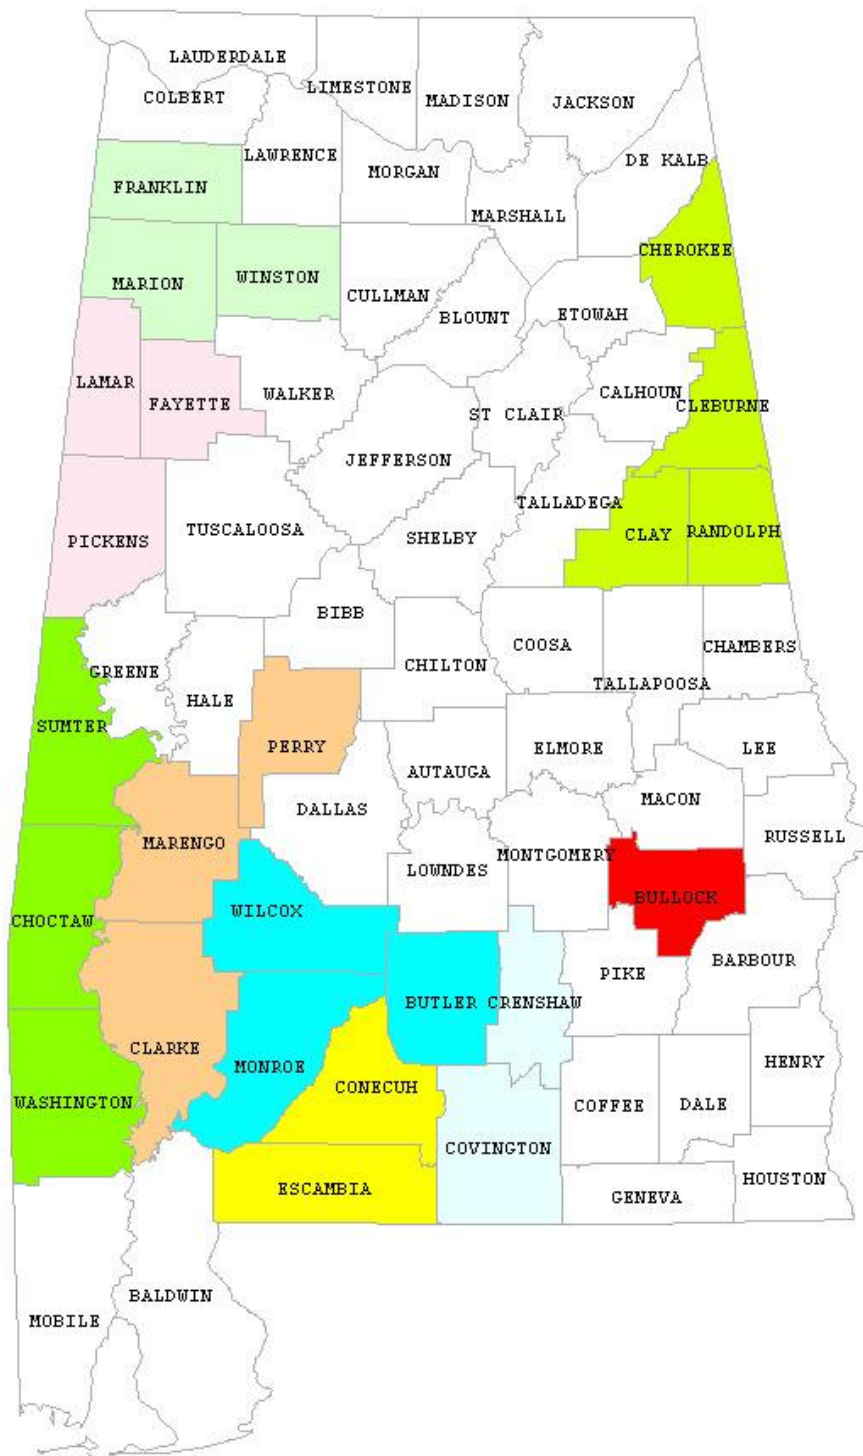 LAUDERDALE
LIMESTONE
COLBERT
MADISON
JACKSON
LAWRENCE
DE KALB
MORGAN
FRANKLIN
MARSHALL
CHEROKEE
WINSTON
MARION
CULLMAN
BLOUNT
ETOWAH
LAMAR
FAYETTE
WALKER
ST CLAIR
CALHOUN
CLEBURNE
JEFFERSON
TALLADEGA
TUSCALOOSA
PICKENS
SHELBY
CLAY
RANDOLPH
BIBB
COOSA
CHAMBERS
GREENE
CHILTON
TALLAPOOSA
HALE
SUMTER
PERRY
ELMORE
LEE
AUTAUGA
MACON
DALLAS
RUSSELL
MARENGO
MONTGOMERY
LOWNDES
BULLOCK
CHOCTAW
WILCOX
PIKE
BARBOUR
BUTLER
CRENSHAW
CLARKE
MONROE
HENRY
CONECUH
WASHINGTON
COFFEE
DALE
COVINGTON
HOUSTON
ESCAMBIA
GENEVA
BALDWIN
MOBILE